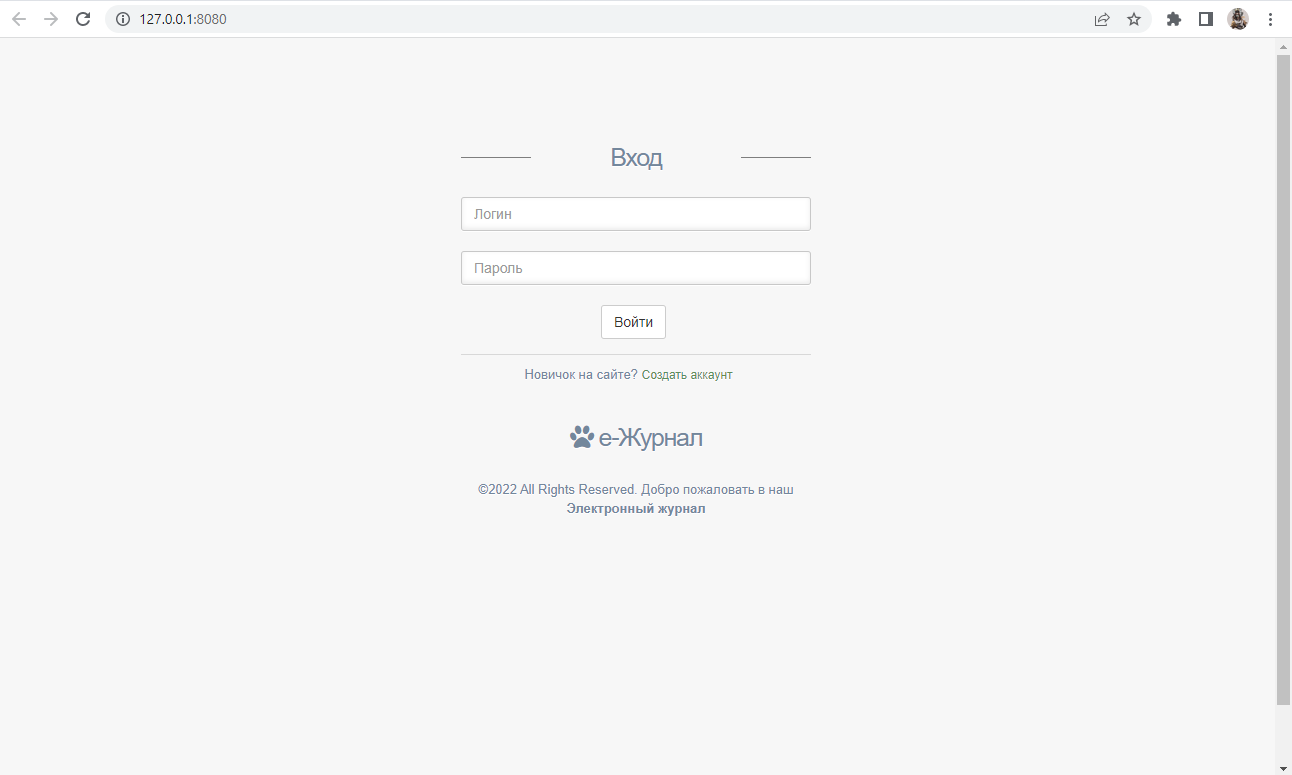 127.0.0.1:8080
Вход
Логин
Пароль
Войти
Новичок на сайте? Создать аккаунт
е-Журнал
©2022 All Rights Reserved. Добро пожаловать в наш
Электронный журнал